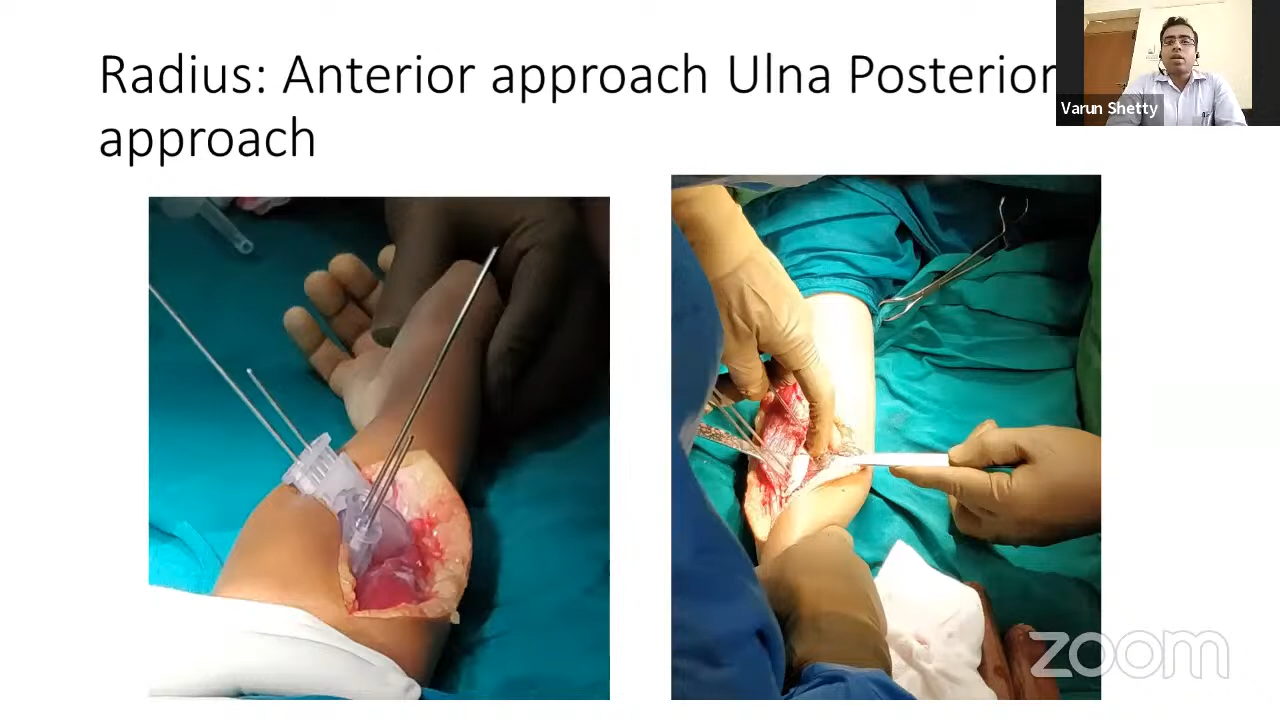 Radius: Anterior approach Ulna Posterior
approach
Varun Shetty
zoom